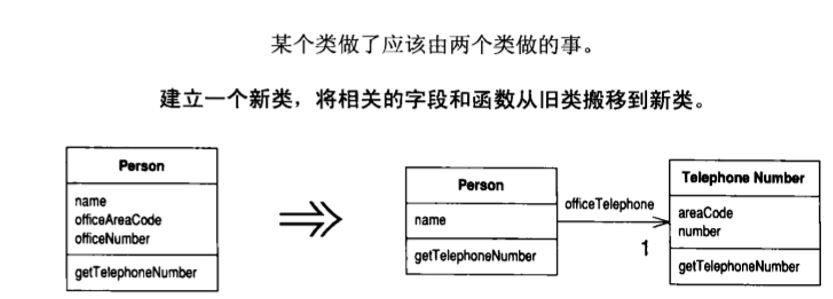 某个类做了应该由两个类做的事。
建立一个新类，将相关的字段和函数从旧类搬移到新类。
Person
name
officeAreaCode
officeNumber
getTelephoneNumber
Person
name
getTelephoneNumber
officeTelephone
1
Telephone Number
areaCode
number
getTelephoneNumber